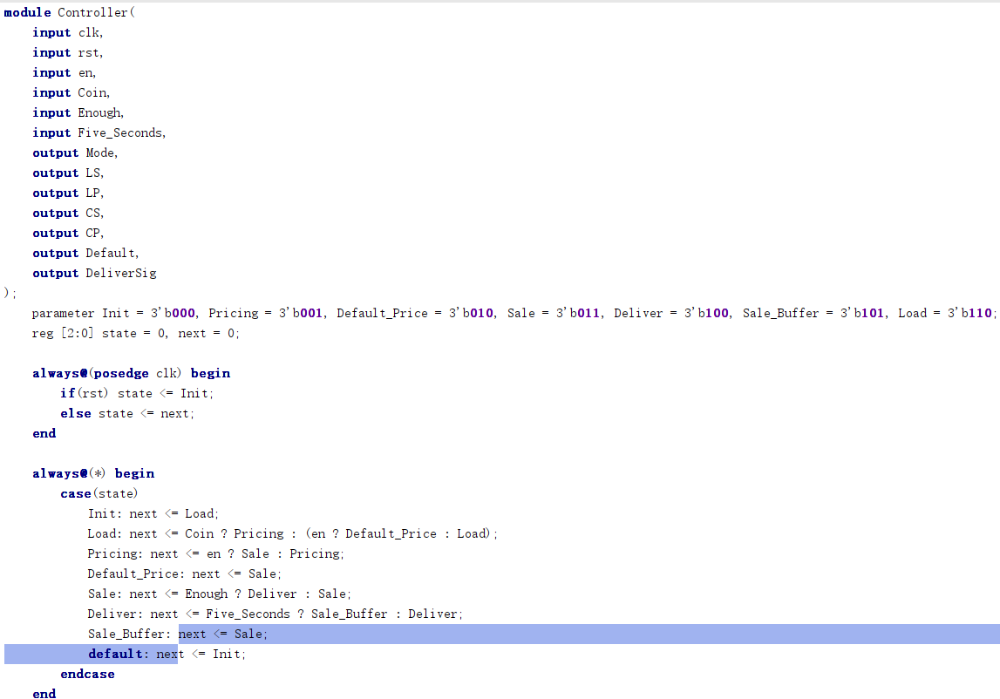 module Controller(
    input clk,
    input rst,
    input en,
    input Coin,
    input Enough,
    input Five_Seconds,
    output Mode,
    output LS,
    output LP,
    output CS,
    output CP,
    output Default,
    output DeliverSig
);
    parameter Init = 3'b000, Pricing = 3'b001, Default_Price = 3'b010, Sale = 3'b011, Deliver = 3'b100, Sale_Buffer = 3'b101, Load = 3'b110;
    reg [2:0] state = 0, next = 0;

    always@(posedge clk) begin
        if(rst) state <= Init;
        else state <= next;
    end

    always@(*) begin
        case(state)
            Init: next <= Load;
            Load: next <= Coin ? Pricing : (en ? Default_Price : Load);
            Pricing: next <= en ? Sale : Pricing;
            Default_Price: next <= Sale;
            Sale: next <= Enough ? Deliver : Sale;
            Deliver: next <= Five_Seconds ? Sale_Buffer : Deliver;
            Sale_Buffer: next <= Sale;
            default: next <= Init;
        endcase
    end